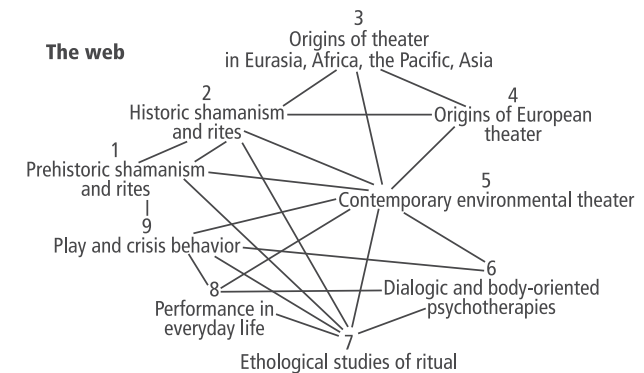 The web
3
Origins of theater
in Eurasia, Africa, the Pacific, Asia
2
Historic shamanism
and rites
4
Origins of European
theater
1
Prehistoric shamanism
and rites
5
Contemporary environmental theater
9
Play and crisis behavior
6
Dialogic and body-oriented
psychotherapies
8
Performance in
everyday life
7
Ethological studies of ritual